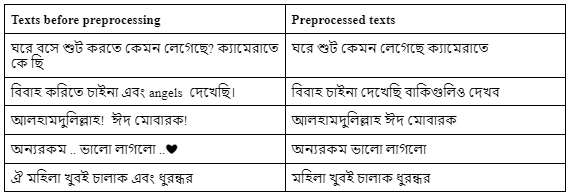 Texts before preprocessing Preprocessed texts
ঘরে বসে শুট করতে কেমন লেগেছে? ক্যামেরাতে ঘরে শুট কেমন লেগেছে ক্যামেরাতে
কে ছি
বিবাহ করিতে চাইনা এবং angels দেখেছি। বিবাহ চাইনা দেখেছি বাকিগুলিও দেখব
আলহামদুলিল্লাহ! ঈদ মোবারক! আলহামদুলিল্লাহ ঈদ মোবারক
অন্যরকম .. ভালো লাগলো ..♥ অন্যরকম ভালো লাগলো
ঐ মহিলা খুবই চালাক এবং ধুরন্ধর মহিলা খুবই চালাক ধুরন্ধর